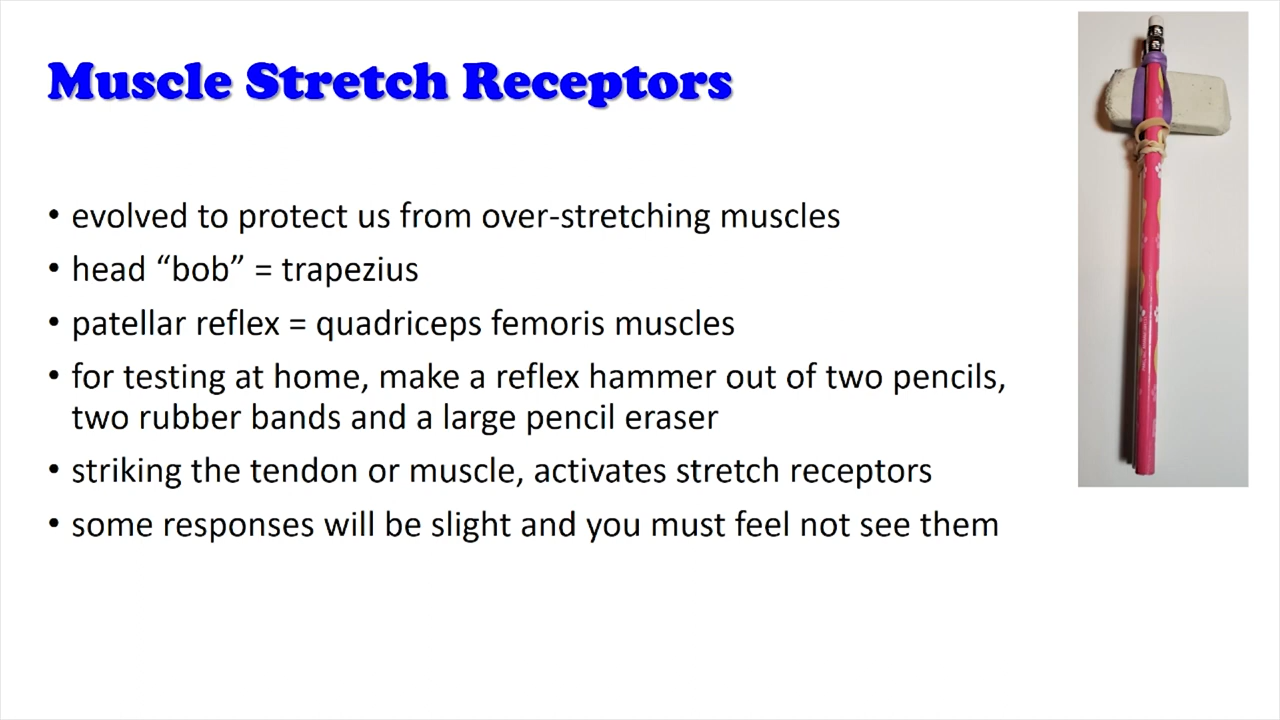 Muscle Stretch Receptors
• evolved to protect us from over-stretching muscles
• head “bob” = trapezius
• patellar reflex = quadriceps femoris muscles
• for testing at home, make a reflex hammer out of two pencils,
two rubber bands and a large pencil eraser
• striking the tendon or muscle, activates stretch receptors
• some responses will be slight and you must feel not see them